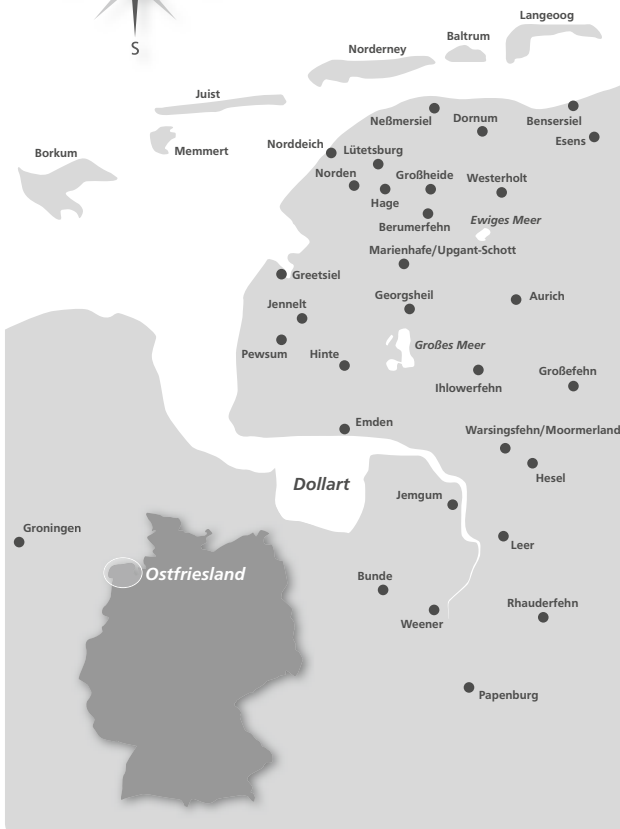 Langeoog
Baltrum
Norderney
S
Juist
Neßmersiel
Dornum
Bensersiel
Esens
Norddeich
Lütetsburg
Memmert
Borkum
Norden
Großheide
Westerholt
Hage
Ewiges Meer
Berumerfehn
Marienhafe/Upgant-Schott
Greetsiel
Georgsheil
Aurich
Jennelt
Großes Meer
Pewsum
Hinte
Großefehn
Ihlowerfehn
Emden
Warsingsfehn/Moormerland
Hesel
Dollart
Jemgum
Groningen
Leer
Ostfriesland
Bunde
Rhauderfehn
Weener
Papenburg